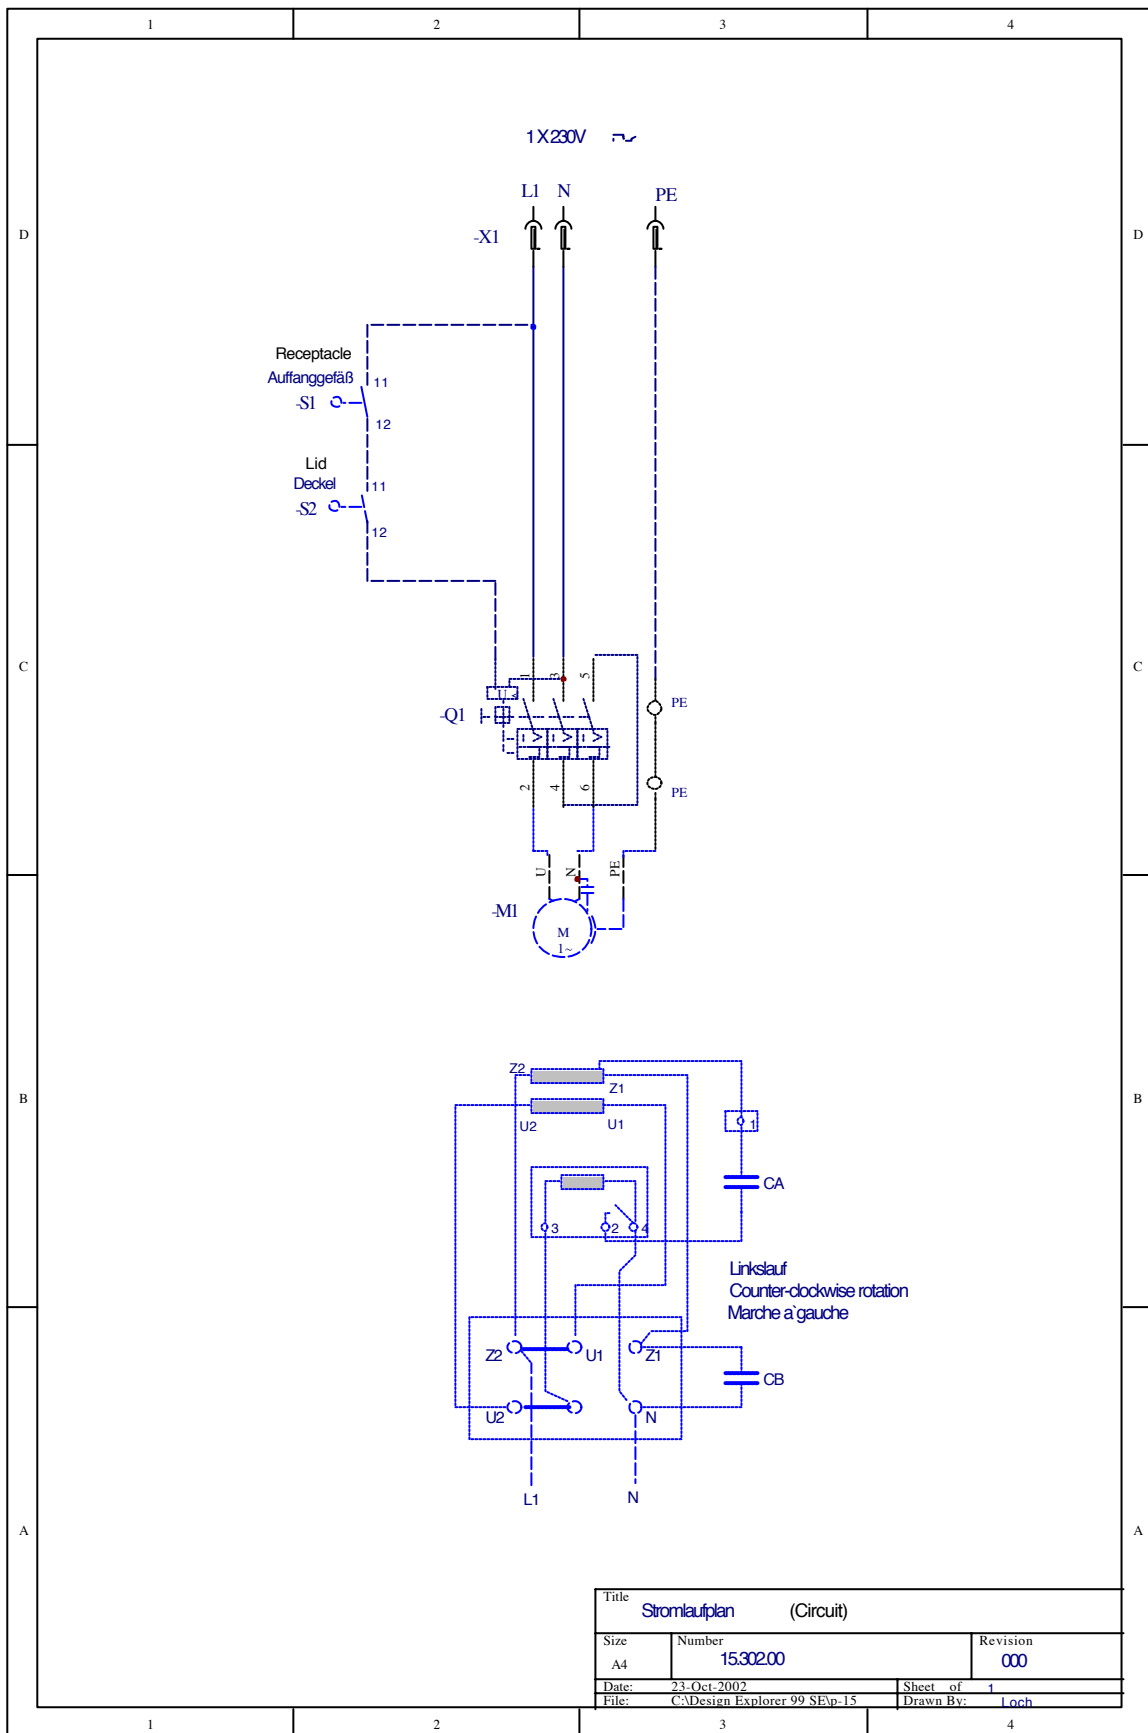 1 2 3 4
1 X 230V
L1 N PE
D D
-X1
Receptacle
Auffanggefäß
11
-S1
12
Lid
Deckel
11
-S2
12
C C
1 3 5
U <
-Q1
PE
2 4 6
PE
U N PE
-M1
M
1~
Z2
Z1
B B
U2 U1
1
CA
3 2 4
Linkslauf
Counter-clockwise rotation
Marche a`gauche
Z2 U1 Z1
CB
U2 N
L1 N
A A
Title
Stromlaufplan (Circuit)
Size Number Revision
A4 15.302.00 000
Date: 23-Oct-2002 Sheet of 1
File: C:\Design Explorer 99 SE\p-15 Drawn By: Loch
1 2 3 4